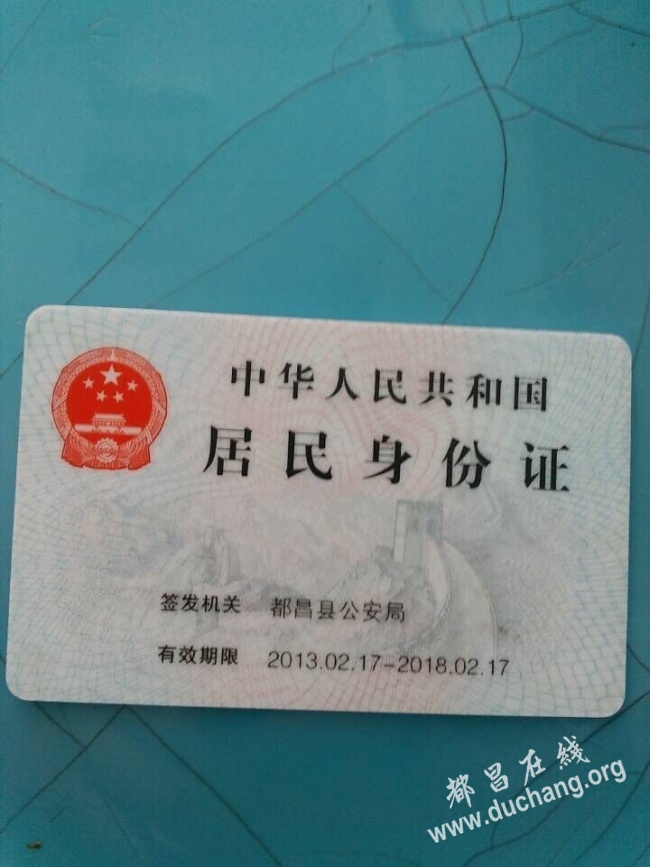 中华人民共和国
居民身份证
签发机关 都昌县公安局
有效期限 2013.02.17-2018.02.17
都昌在线
www.duchang.org